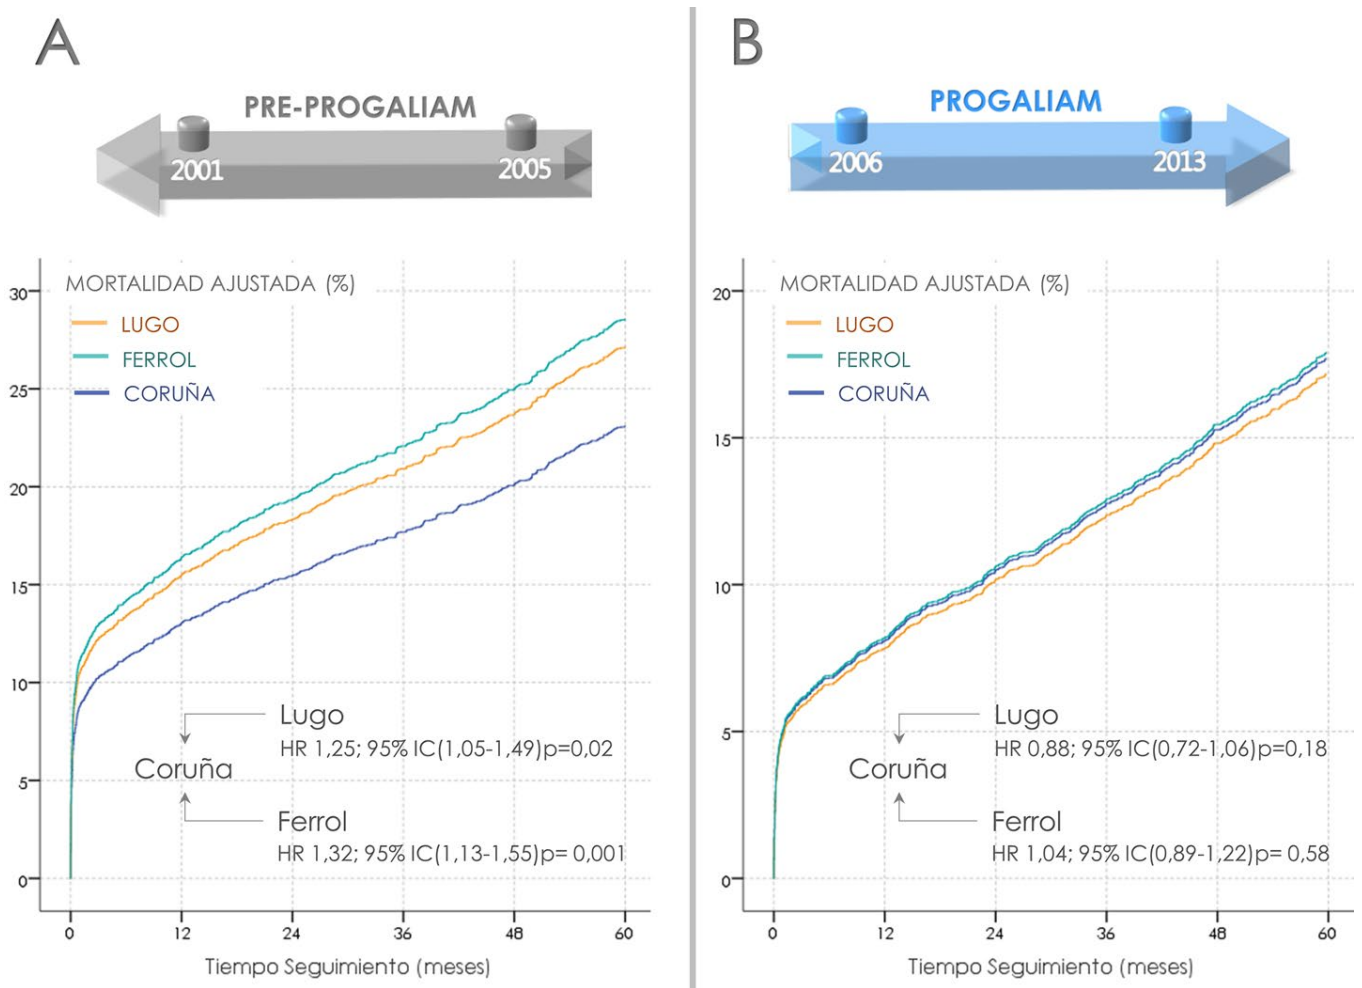 A
PRE-PROGALIAM
2001
2005
MORTALIDAD AJUSTADA (%)
LUGO
FERROL
CORUÑA
30
25
20
15
10
5
0
Lugo
HR 1,25; 95% IC(1,05-1,49)p=0,02
Coruña
Ferrol
HR 1,32; 95% IC(1,13-1,55)p= 0,001
0 12 24 36 48 60
Tiempo Seguimiento (meses)
B
PROGALIAM
2006
2013
MORTALIDAD AJUSTADA (%)
LUGO
FERROL
CORUÑA
20
15
10
5
0
Lugo
HR 0,88; 95% IC(0,72-1,06)p=0,18
Coruña
Ferrol
HR 1,04; 95% IC(0,89-1,22)p= 0,58
0 12 24 36 48 60
Tiempo Seguimiento (meses)